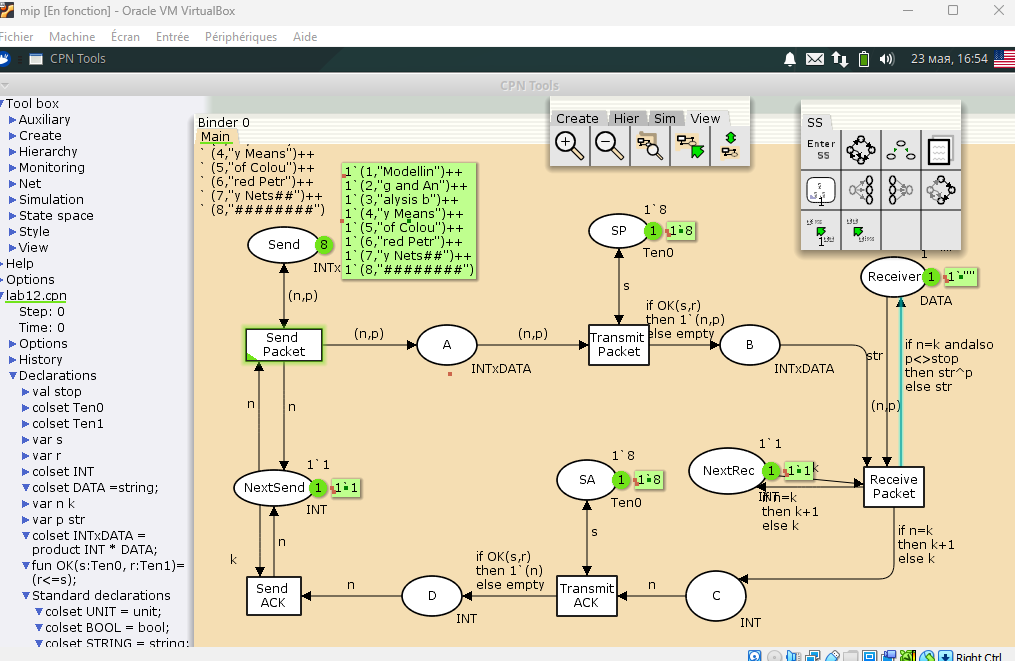 mip [En fonction] - Oracle VM VirtualBox
Fichier Machine Écran Entrée Périphériques Aide
CPN Tools
23 мая, 16:54
CPN Tools
Tool box
Auxiliary
Create
Hierarchy
Monitoring
Net
Simulation
State space
Style
View
Help
Options
lab12.cpn
Step: 0
Time: 0
Options
History
Declarations
val stop
colset Ten0
colset Ten1
var s
var r
colset INT
colset DATA =string;
var n k
var p str
colset INTxDATA =
product INT * DATA;
fun OK(s:Ten0, r:Ten1)=
(r<=s);
Standard declarations
colset UNIT = unit;
colset BOOL = bool;
colset STRING = string;
Binder 0
Main
` (4,"y Means")++
` (5,"of Colou")++
` (6,"red Petr")++
` (7,"y Nets##")++
` (8,"########")
1`(1,"Modellin")++
1`(2,"g and An")++
1`(3,"alysis b")++
1`(4,"y Means")++
1`(5,"of Colou")++
1`(6,"red Petr")++
1`(7,"y Nets##")++
1`(8,"########")
Create Hier Sim View
SS
Enter
SS
1
1
Send
8
INTx
(n,p)
Send
Packet
(n,p)
A
INTxDATA
(n,p)
1`8
SP
1
1`8
Ten0
s
if OK(s,r)
then 1`(n,p)
else empty
Transmit
Packet
B
INTxDATA
1`""
Receiver
1
1`""
DATA
str
if n=k andalso
p<>stop
then str^p
else str
(n,p)
n
n
1`1
NextSend
1
1`1
INT
k
n
Send
ACK
n
D
INT
if OK(s,r)
then 1`(n)
else empty
1`8
SA
1
1`8
Ten0
s
Transmit
ACK
n
C
INT
1`1
NextRec
1
1`1
k
INT
if n=k
then k+1
else k
Receive
Packet
if n=k
then k+1
else k
Right Ctrl